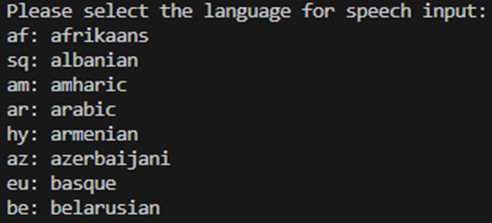 Please select the language for speech input:
af: afrikaans
sq: albanian
am: amharic
ar: arabic
hy: armenian
az: azerbaijani
eu: basque
be: belarusian